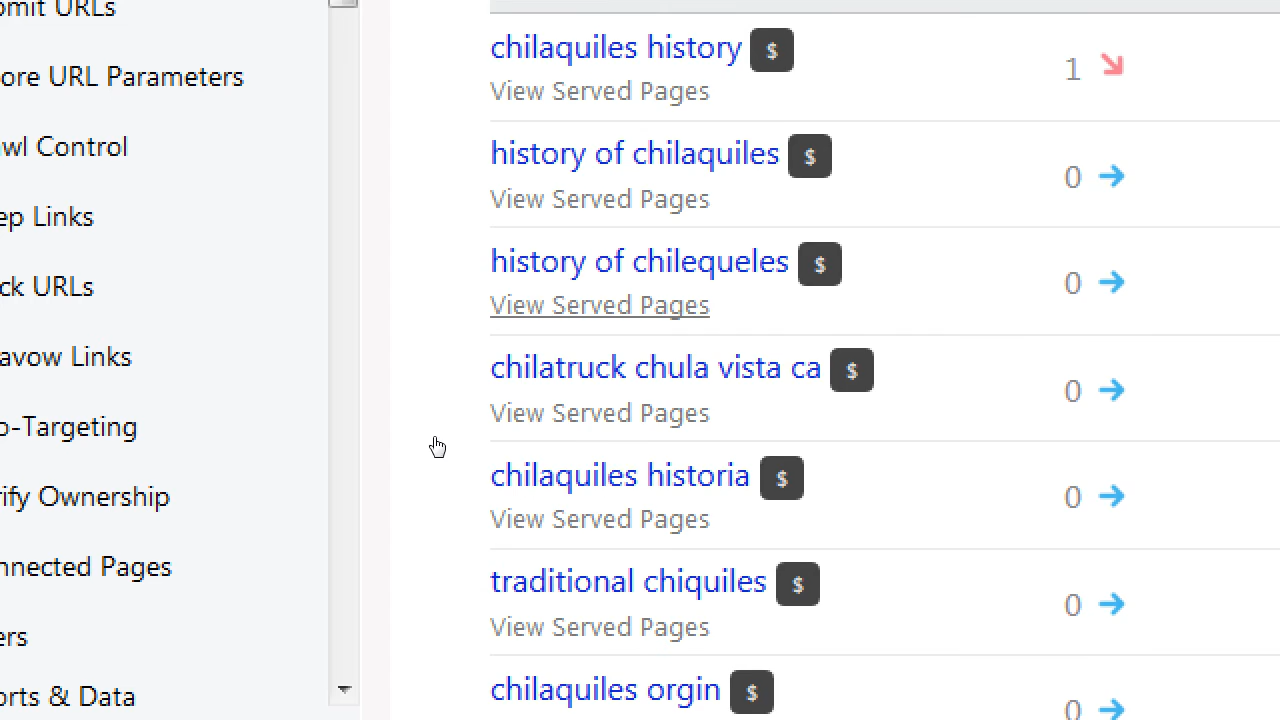 omit URLs
ore URL Parameters
awl Control
ep Links
ck URLs
avow Links
o-Targeting
rify Ownership
nnected Pages
ers
orts & Data
chilaquiles history $
View Served Pages
1
history of chilaquiles $
View Served Pages
0
history of chilequeles $
View Served Pages
0
chilatruck chula vista ca $
View Served Pages
0
chilaquiles historia $
View Served Pages
0
traditional chiquiles $
View Served Pages
0
chilaquiles orgin $
0